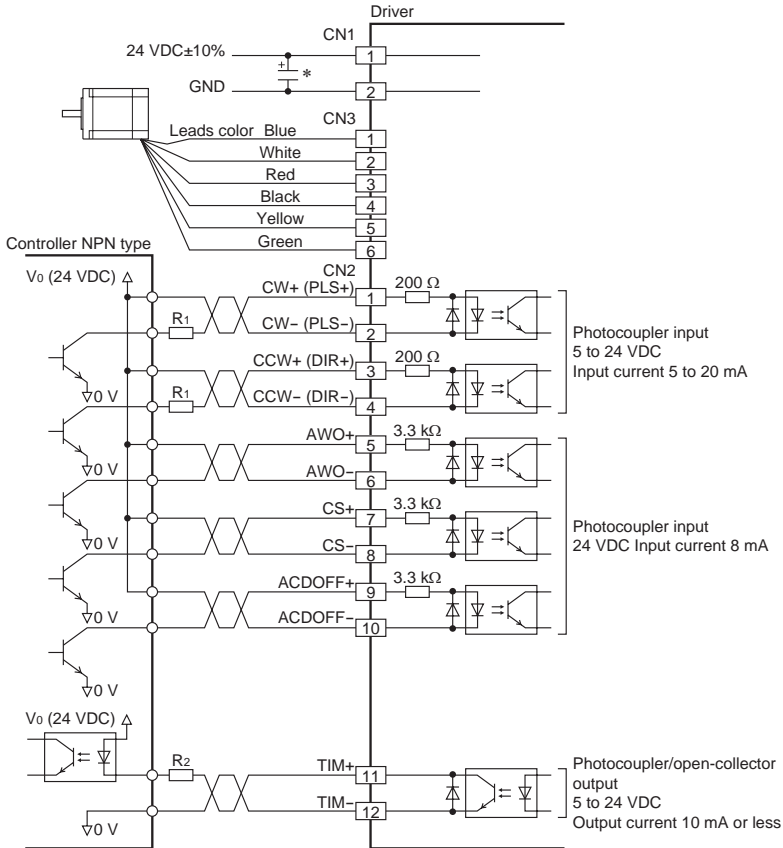 Driver
CN1
24 VDC±10%
1
+
*
GND
2
CN3
Leads color Blue
1
White
2
Red
3
Black
4
Yellow
5
Green
6
Controller NPN type
CN2
V0 (24 VDC)
CW+ (PLS+)
1
200 Ω
R1
CW− (PLS−)
2
0 V
Photocoupler input
5 to 24 VDC
Input current 5 to 20 mA
CCW+ (DIR+)
3
200 Ω
R1
CCW− (DIR−)
4
0 V
AWO+
5
3.3 kΩ
AWO−
6
0 V
CS+
7
3.3 kΩ
CS−
8
0 V
Photocoupler input
24 VDC Input current 8 mA
ACDOFF+
9
3.3 kΩ
ACDOFF−
10
0 V
0 V
V0 (24 VDC)
R2
TIM+
11
TIM−
12
0 V
Photocoupler/open-collector
output
5 to 24 VDC
Output current 10 mA or less